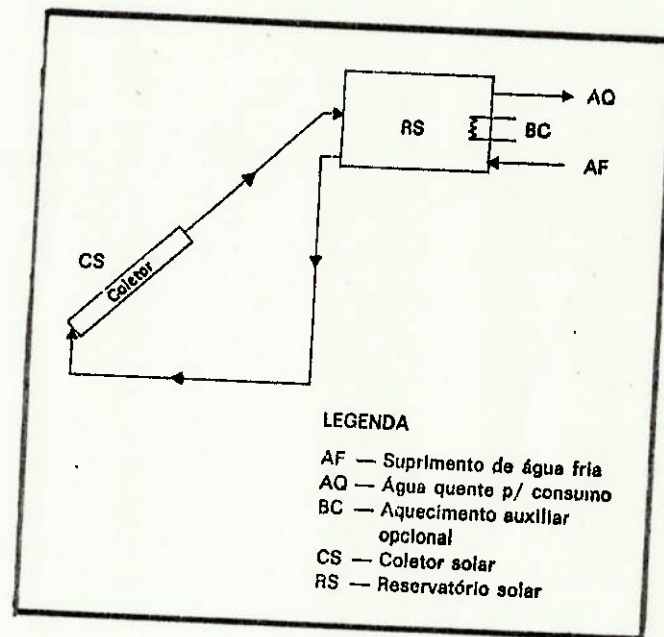 AQ
RS
BC
AF
CS
Coletor
LEGENDA
AF — Suprimento de água fria
AQ — Água quente p/ consumo
BC — Aquecimento auxiliar
opcional
CS — Coletor solar
RS — Reservatório solar